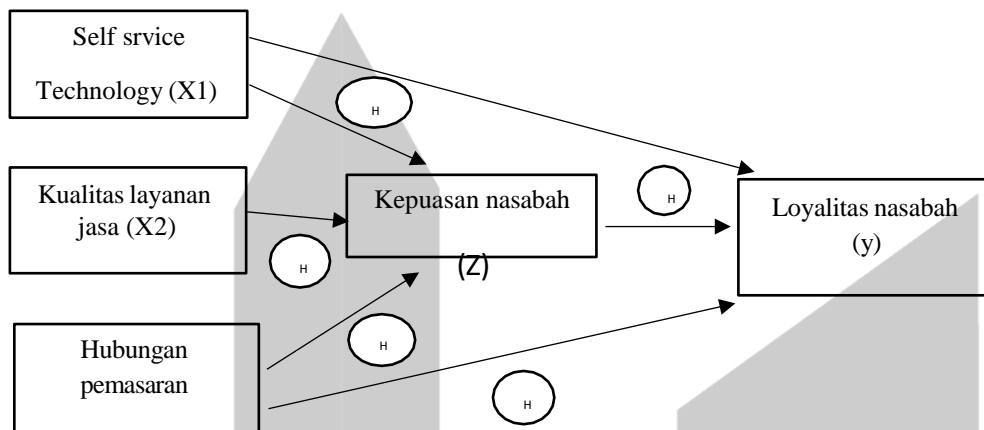 Self srvice
Technology (X1)
H
Kualitas layanan
jasa (X2)
Kepuasan nasabah
(Z)
H
Loyalitas nasabah
(y)
H
Hubungan
pemasaran
H
H